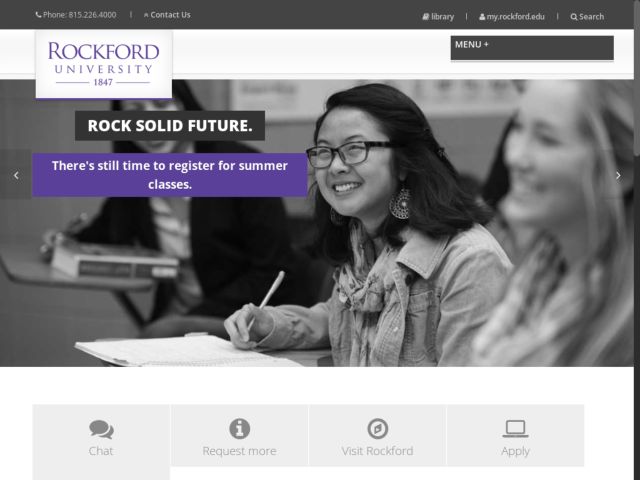 Phone: 815.226.4000 | Contact Us
library | my.rockford.edu | Search
ROCKFORD
UNIVERSITY
1847
MENU +
ROCK SOLID FUTURE.
There's still time to register for summer
classes.
Chat
Request more
Visit Rockford
Apply